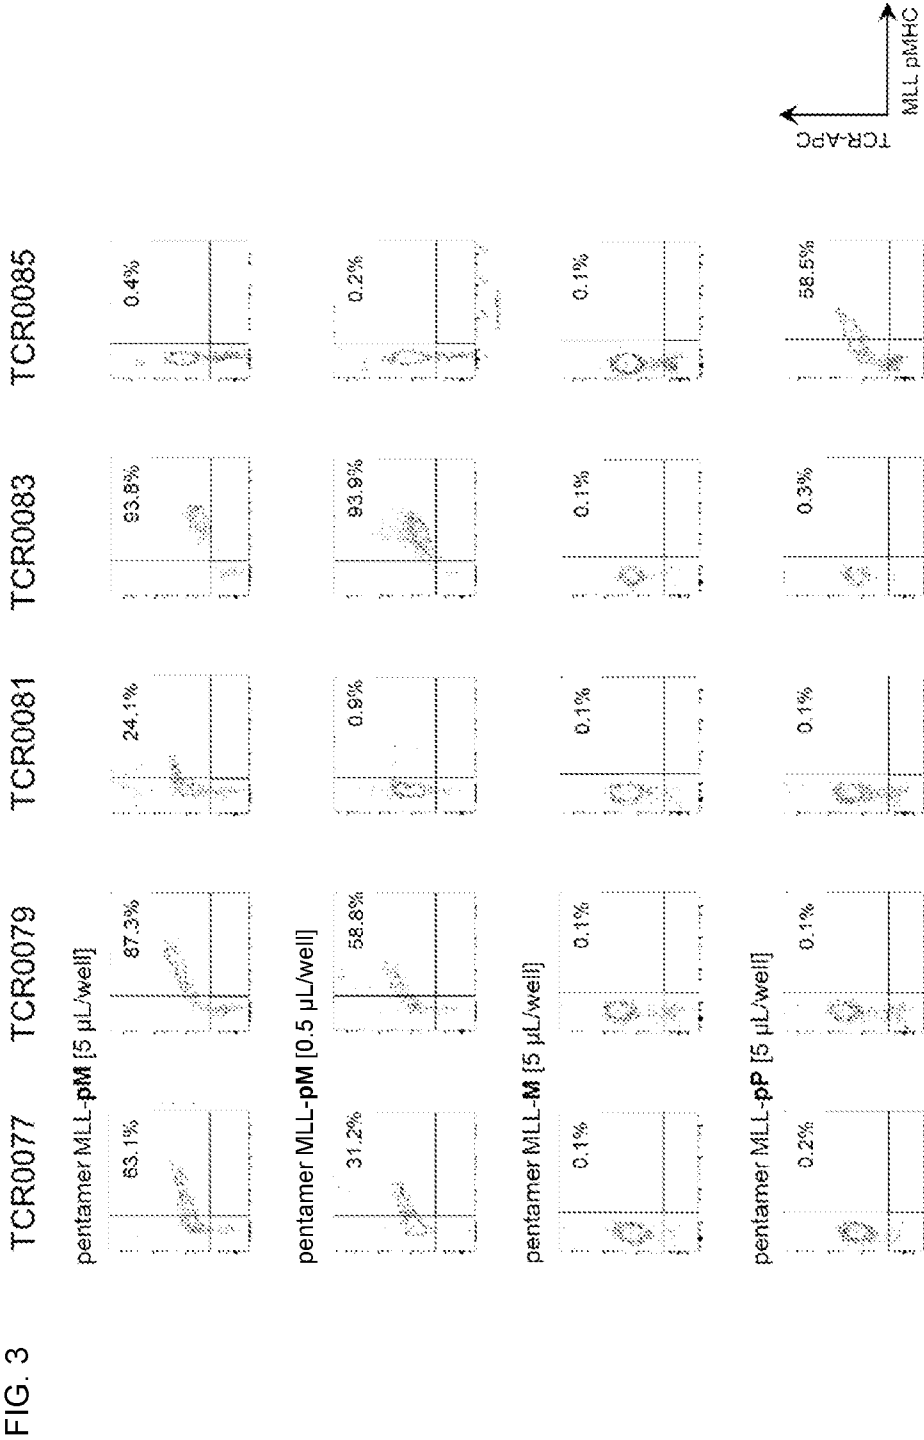 FIG. 3
TCR0077 TCR0079 TCR0081 TCR0083 TCR0085
pentamer MLL-pM [5 µL/well]
63.1% 87.3% 24.1% 93.8% 0.4%
pentamer MLL-pM [0.5 µL/well]
31.2% 58.8% 0.9% 93.9% 0.2%
pentamer MLL-M [5 µL/well]
0.1% 0.1% 0.1% 0.1% 0.1%
pentamer MLL-pP [5 µL/well]
0.2% 0.1% 0.1% 0.3% 58.5%
TCR-APC
MLL pMHC